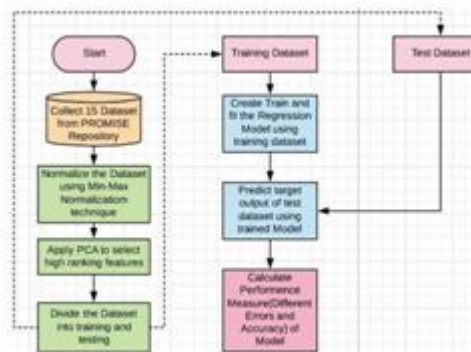 Start
Collect 15 Dataset
from PROMISE
Repository
Normalize the Dataset
using Min-Max
Normalizatiom technique
Apply PCA to select
high ranking features
Divide the Dataset
into training and
testing
Training Dataset
Create Train and
fit the Regression
Model using
training dataset
Predict target
output of test
dataset using
trained Model
Calculate
Performence
Measure(Different
Errors and
Accuracy) of
Model
Test Dataset